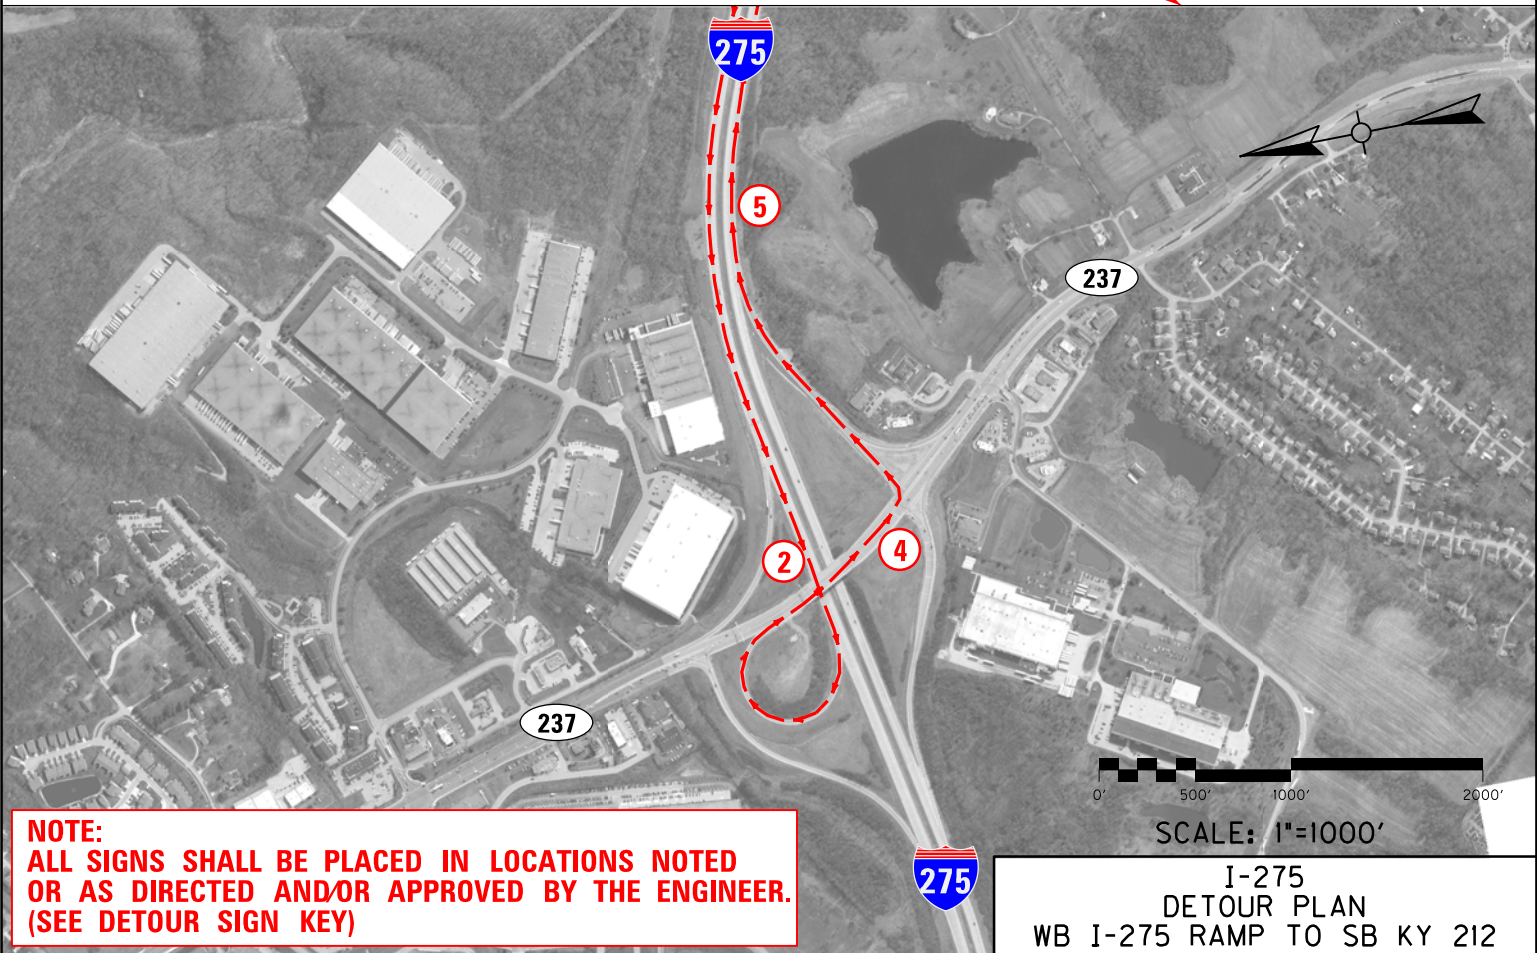 275
5
237
2
4
237
0' 500' 1000' 2000'
SCALE: 1"=1000'
275
NOTE:
ALL SIGNS SHALL BE PLACED IN LOCATIONS NOTED
OR AS DIRECTED AND/OR APPROVED BY THE ENGINEER.
(SEE DETOUR SIGN KEY)
I-275
DETOUR PLAN
WB I-275 RAMP TO SB KY 212